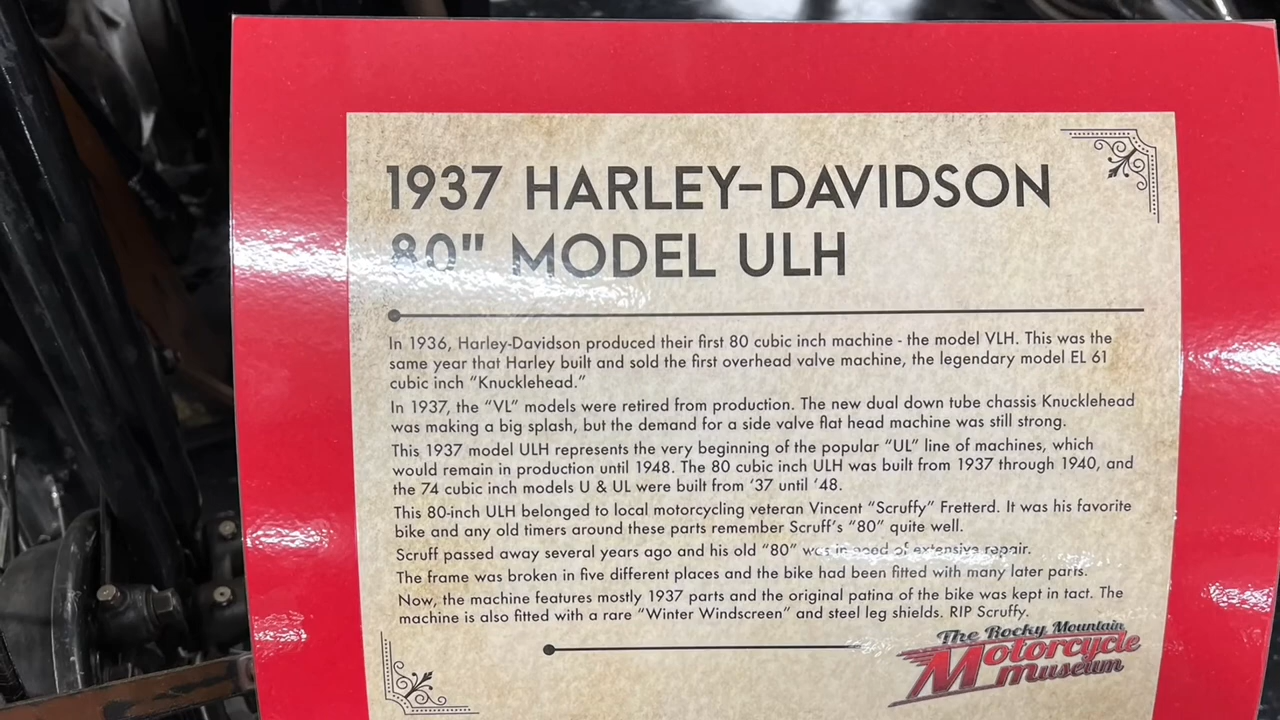 1937 HARLEY-DAVIDSON
80" MODEL ULH
In 1936, Harley-Davidson produced their first 80 cubic inch machine - the model VLH. This was the
same year that Harley built and sold the first overhead valve machine, the legendary model EL 61
cubic inch “Knucklehead.”
In 1937, the “VL” models were retired from production. The new dual down tube chassis Knucklehead
was making a big splash, but the demand for a side valve flat head machine was still strong.
This 1937 model ULH represents the very beginning of the popular “UL” line of machines, which
would remain in production until 1948. The 80 cubic inch ULH was built from 1937 through 1940, and
the 74 cubic inch models U & UL were built from ‘37 until ‘48.
This 80-inch ULH belonged to local motorcycling veteran Vincent “Scruffy” Fretterd. It was his favorite
bike and any old timers around these parts remember Scruff’s “80” quite well.
Scruff passed away several years ago and his old “80” was in need of extensive repair.
The frame was broken in five different places and the bike had been fitted with many later parts.
Now, the machine features mostly 1937 parts and the original patina of the bike was kept in tact. The
machine is also fitted with a rare “Winter Windscreen” and steel leg shields. RIP Scruffy.
The Rocky Mountain
Motorcycle
museum